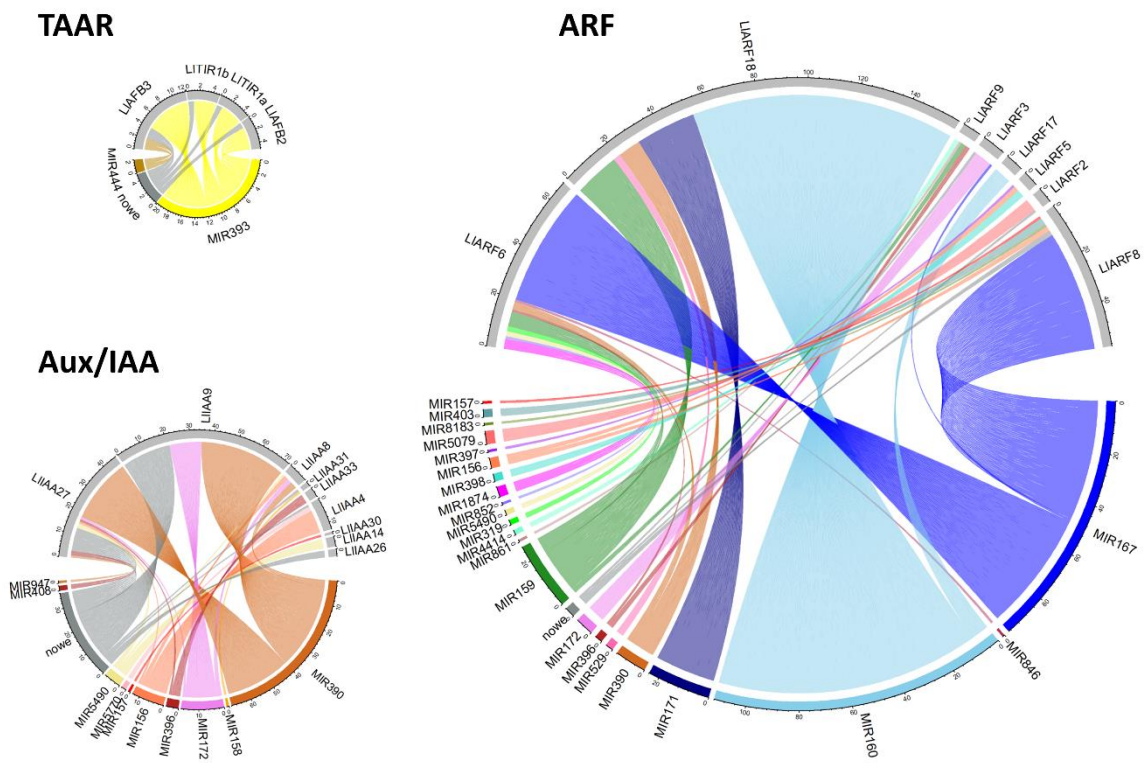 TAAR
LlAFB3
LlTIR1b
LlTIR1a
LlAFB2
MIR444
nowe
MIR393
Aux/IAA
LlIAA27
LlIAA9
LlIAA8
LlIAA31
LlIAA33
LlIAA4
LlIAA30
LlIAA14
LlIAA26
MIR947
MIR408
nowe
MIR5490
MIR157
MIR156
MIR396
MIR172
MIR158
MIR390
ARF
LlARF6
LlARF18
LlARF9
LlARF3
LlARF17
LlARF5
LlARF2
LlARF8
MIR157
MIR403
MIR8183
MIR5079
MIR397
MIR156
MIR398
MIR1874
MIR852
MIR5490
MIR319
MIR4414
MIR861
MIR159
nowe
MIR172
MIR396
MIR529
MIR390
MIR171
MIR160
MIR846
MIR167